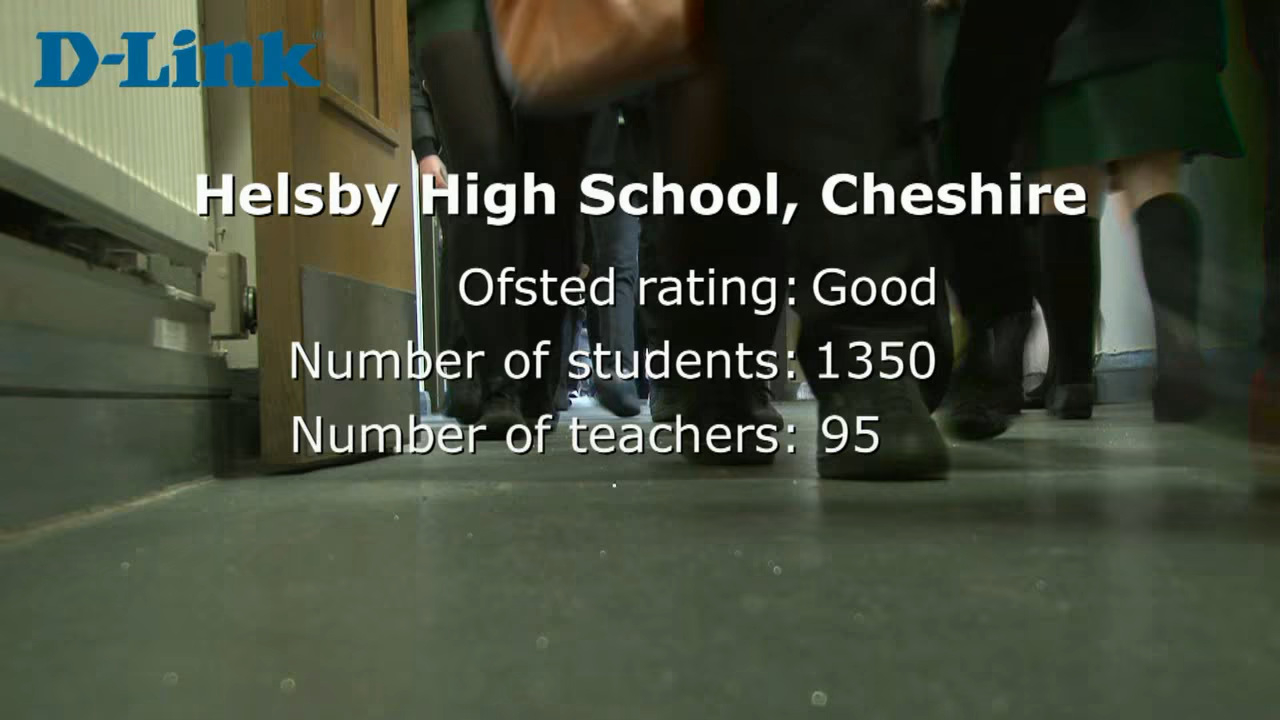 D-Link
Helsby High School, Cheshire
Ofsted rating: Good
Number of students: 1350
Number of teachers: 95